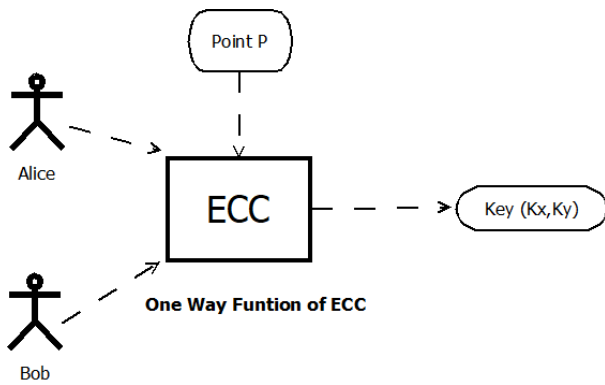 Point P
Alice
ECC
Key (Kx,Ky)
One Way Funtion of ECC
Bob